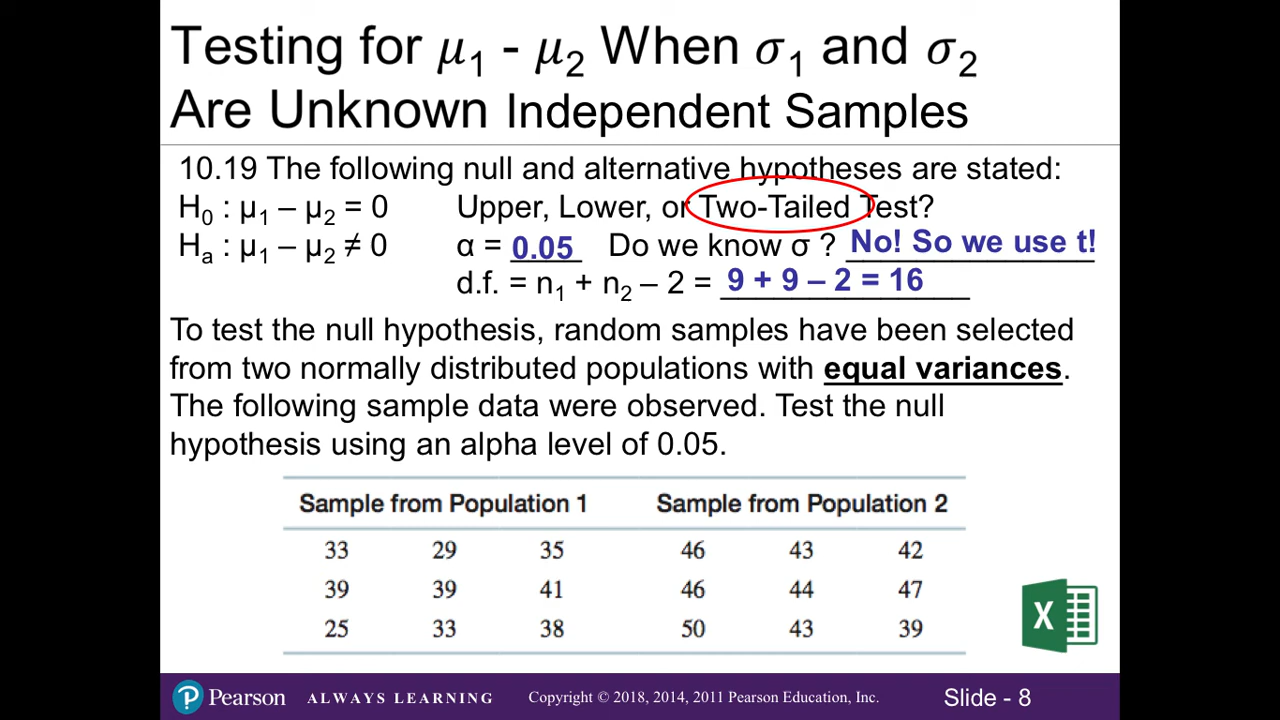 Testing for μ1 - μ2 When σ1 and σ2
Are Unknown Independent Samples
10.19 The following null and alternative hypotheses are stated:
H0 : μ1 – μ2 = 0 Upper, Lower, or Two-Tailed Test?
Ha : μ1 – μ2 ≠ 0 α = 0.05 Do we know σ ? No! So we use t!
d.f. = n1 + n2 – 2 = 9 + 9 – 2 = 16
To test the null hypothesis, random samples have been selected
from two normally distributed populations with equal variances.
The following sample data were observed. Test the null
hypothesis using an alpha level of 0.05.
Sample from Population 1 Sample from Population 2
33 29 35 46 43 42
39 39 41 46 44 47
25 33 38 50 43 39
X
P Pearson ALWAYS LEARNING Copyright © 2018, 2014, 2011 Pearson Education, Inc. Slide - 8